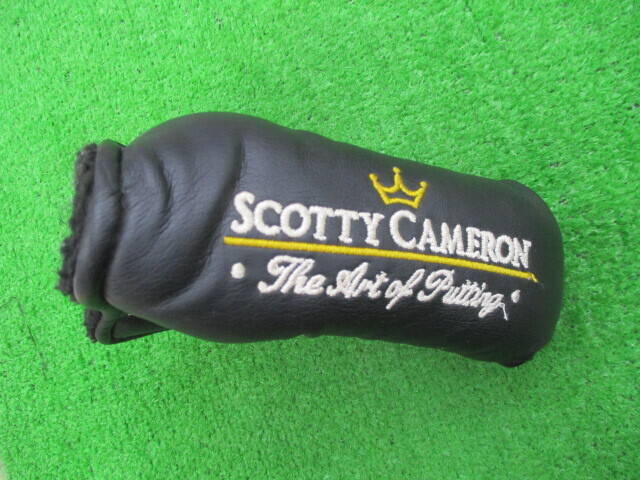 SCOTTY CAMERON
• The Art of Putting •